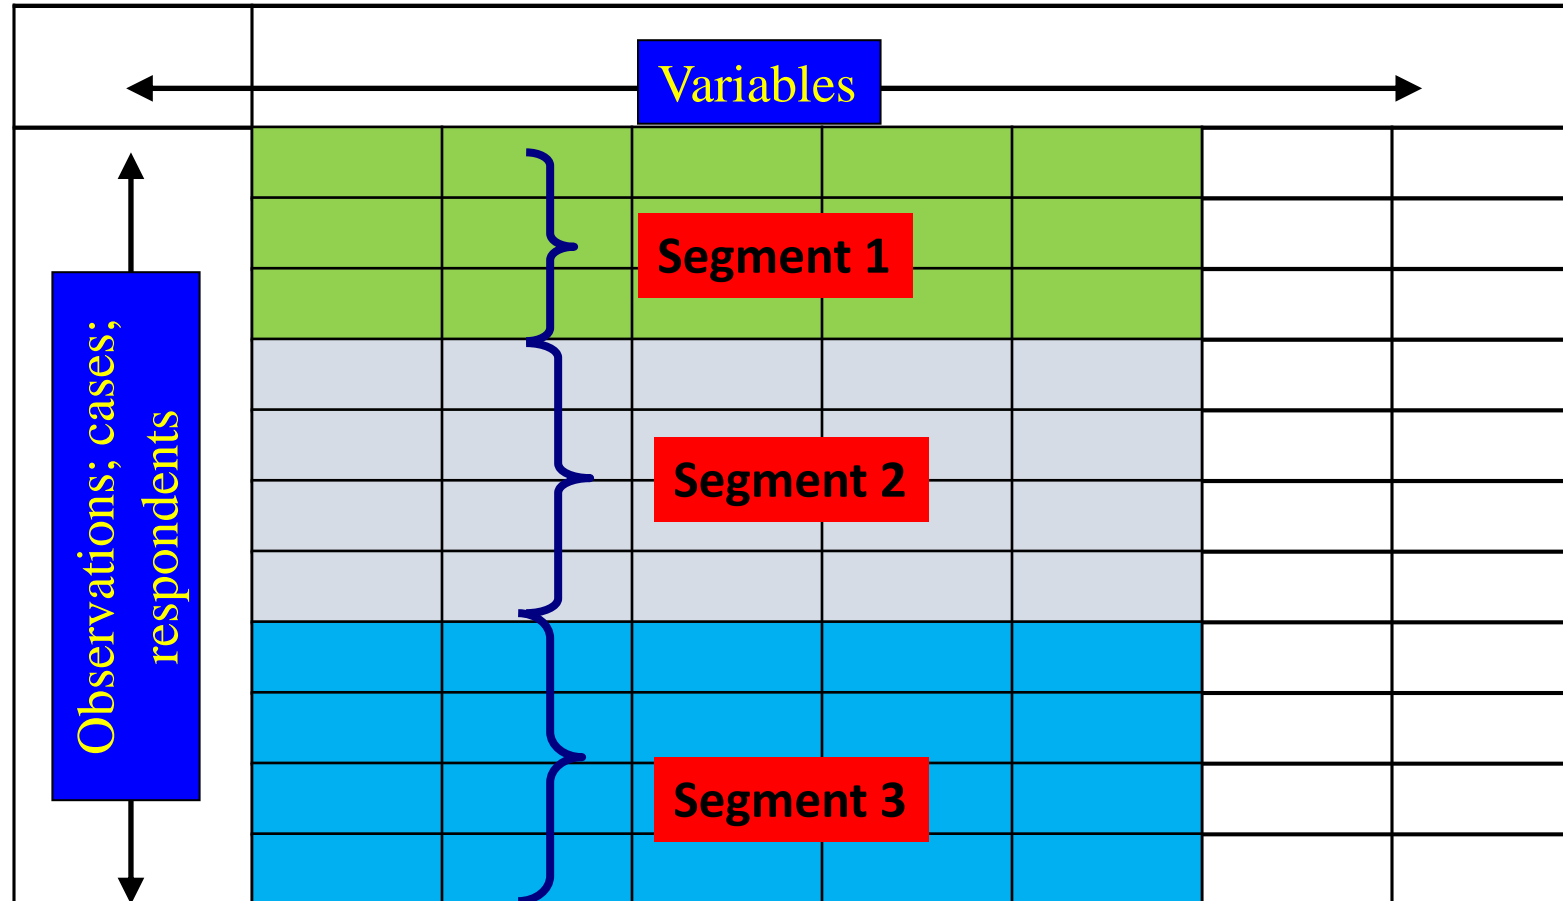 Variables
Segment 1
Observations; cases;
respondents
Segment 2
Segment 3